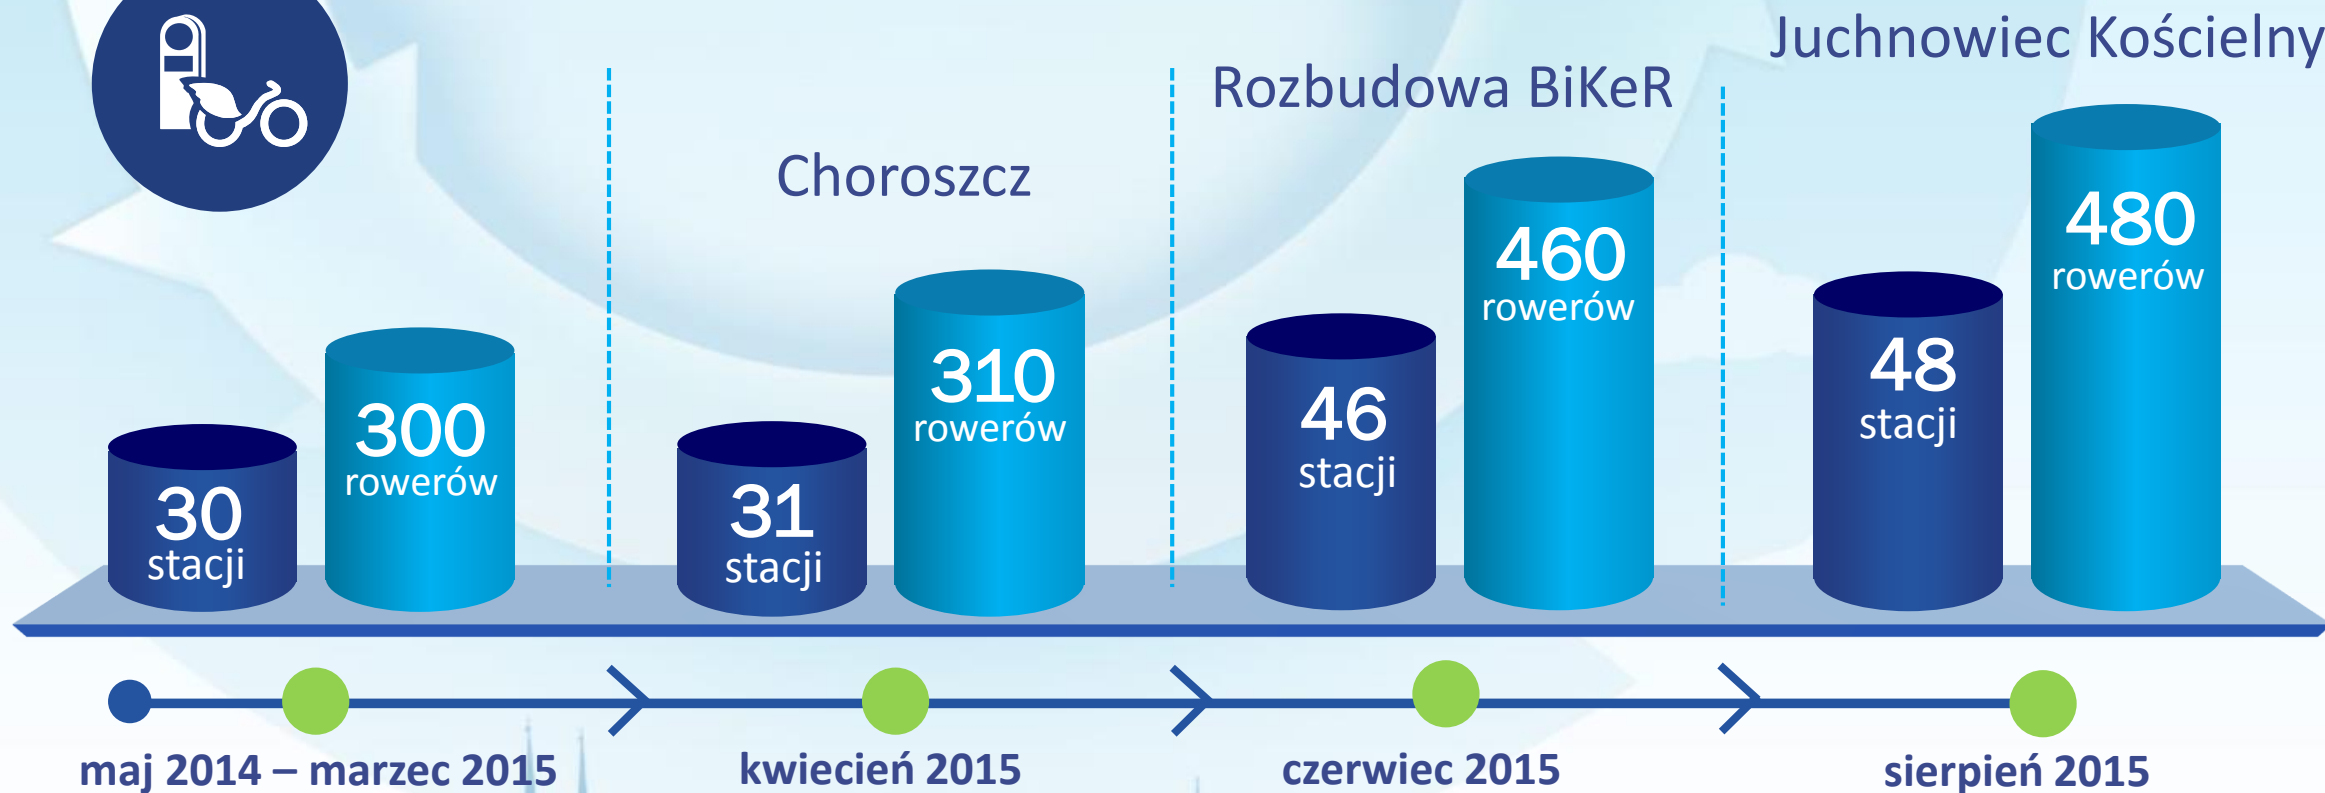 30
stacji
300
rowerów
maj 2014 – marzec 2015
Choroszcz
31
stacji
310
rowerów
kwiecień 2015
Rozbudowa BiKeR
46
stacji
460
rowerów
czerwiec 2015
Juchnowiec Kościelny
48
stacji
480
rowerów
sierpień 2015